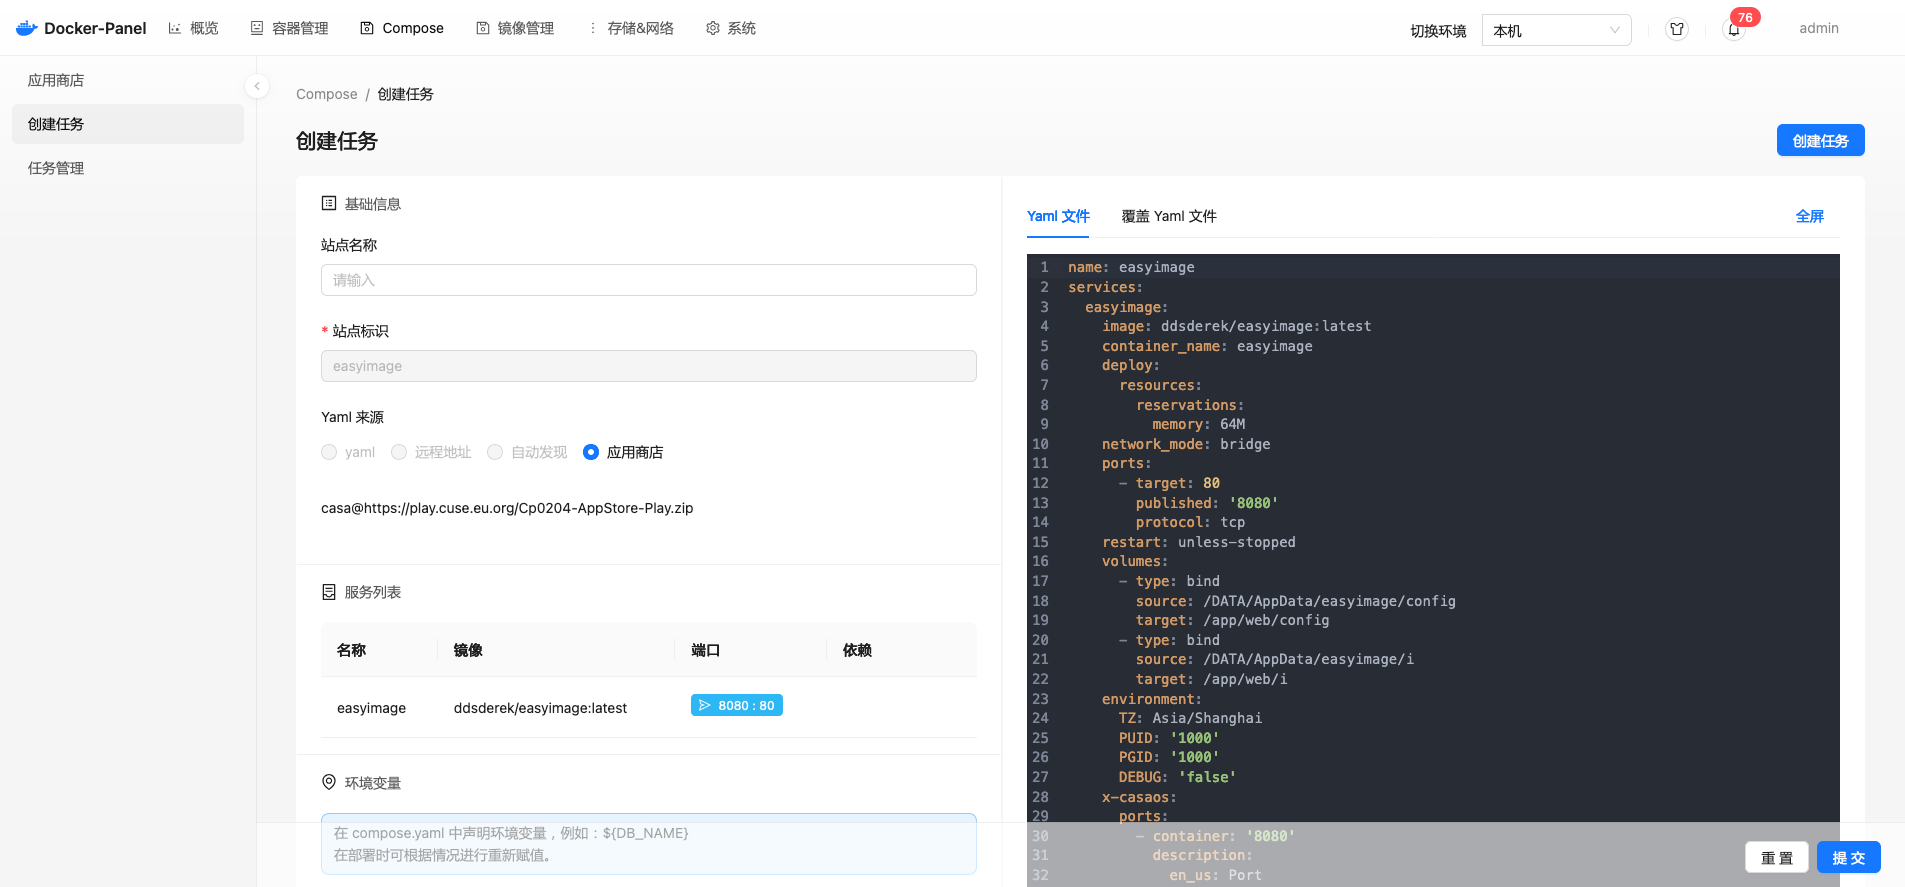 Docker-Panel 概览 容器管理 Compose 镜像管理 存储&网络 系统 切换环境 本机 76 admin
应用商店
创建任务
任务管理
Compose / 创建任务
创建任务 创建任务
基础信息
站点名称
请输入
* 站点标识
easyimage
Yaml 来源
yaml 远程地址 自动发现 应用商店
casa@https://play.cuse.eu.org/Cp0204-AppStore-Play.zip
服务列表
名称 镜像 端口 依赖
easyimage ddsderek/easyimage:latest 8080 : 80
环境变量
在 compose.yaml 中声明环境变量，例如：${DB_NAME}
在部署时可根据情况进行重新赋值。
Yaml 文件 覆盖 Yaml 文件 全屏
1 name: easyimage
2 services:
3 easyimage:
4 image: ddsderek/easyimage:latest
5 container_name: easyimage
6 deploy:
7 resources:
8 reservations:
9 memory: 64M
10 network_mode: bridge
11 ports:
12 - target: 80
13 published: '8080'
14 protocol: tcp
15 restart: unless-stopped
16 volumes:
17 - type: bind
18 source: /DATA/AppData/easyimage/config
19 target: /app/web/config
20 - type: bind
21 source: /DATA/AppData/easyimage/i
22 target: /app/web/i
23 environment:
24 TZ: Asia/Shanghai
25 PUID: '1000'
26 PGID: '1000'
27 DEBUG: 'false'
28 x-casaos:
29 ports:
30 - container: '8080'
31 description:
32 en_us: Port
重 置 提 交